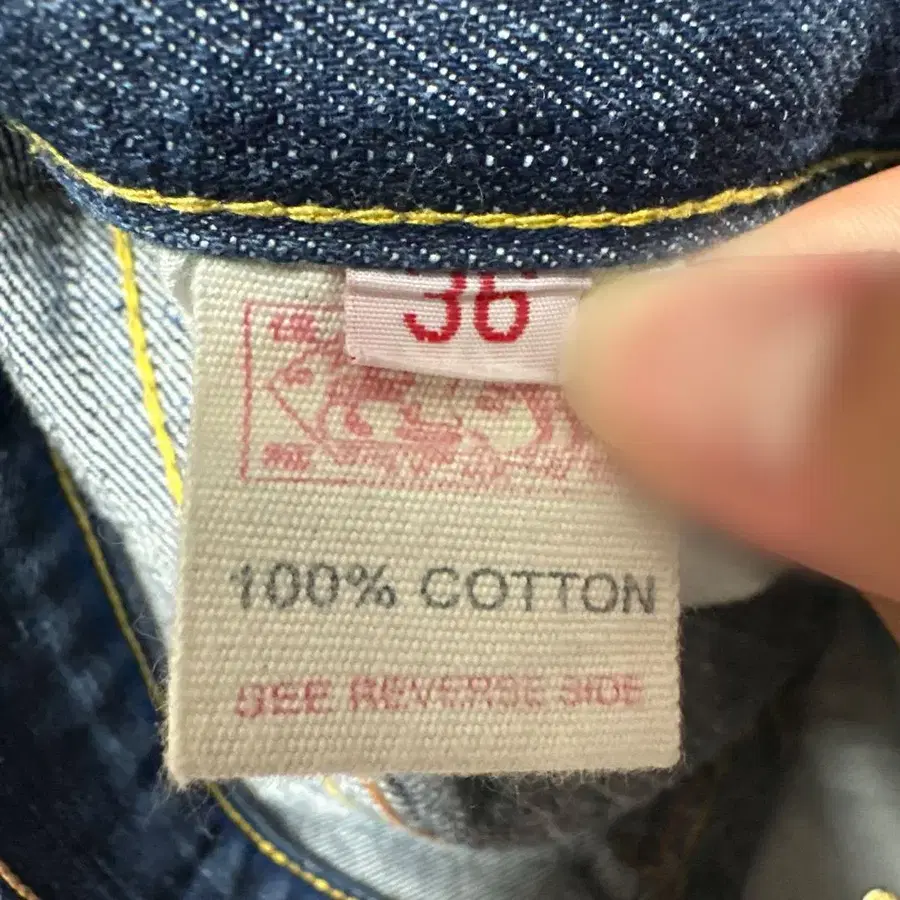 36
100% COTTON
SEE REVERSE SIDE